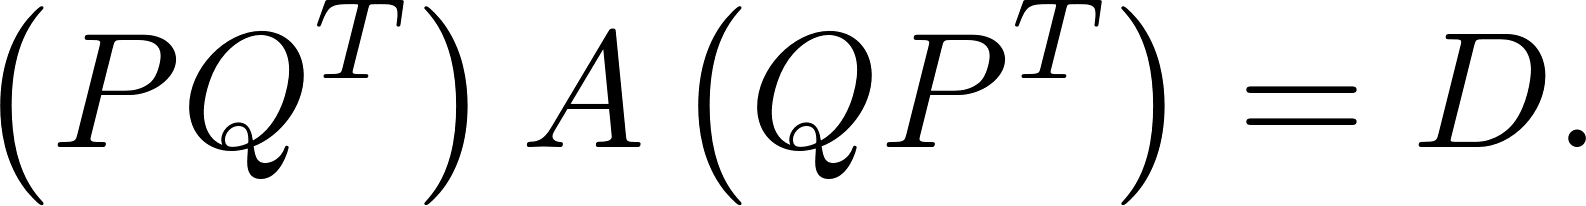 (PQ^T) A (QP^T) = D.